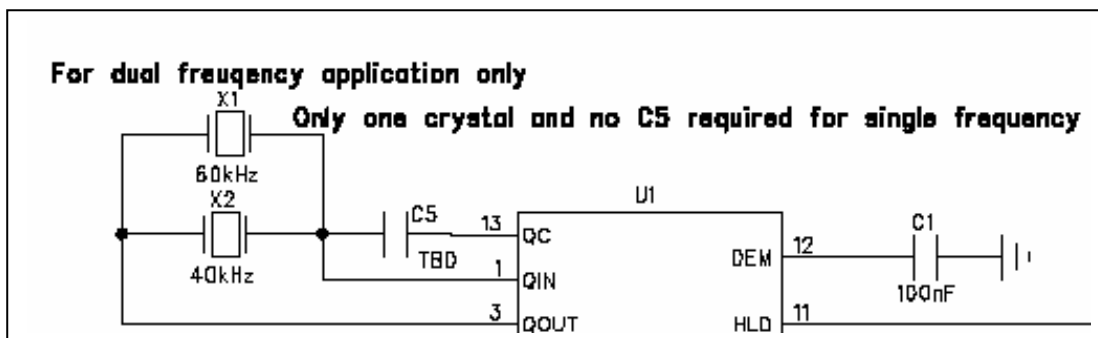 For dual freuqency application only
X1
Only one crystal and no C5 required for single frequency
60kHz
X2
U1
C5
13
QC
C1
12
DEM
TBD
40kHz
1
QIN
100nF
3
QOUT
HLD
11